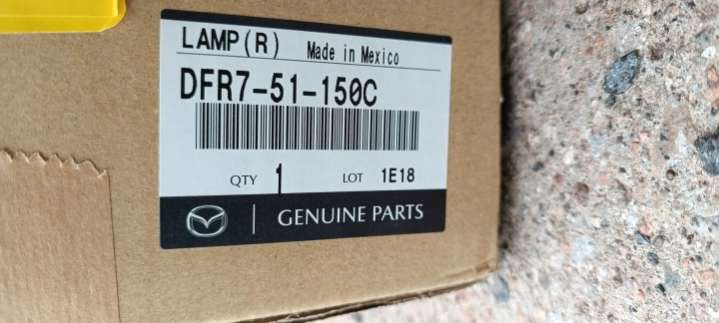 LAMP(R) Made in Mexico
DFR7-51-150C
QTY 1 LOT 1E18
GENUINE PARTS